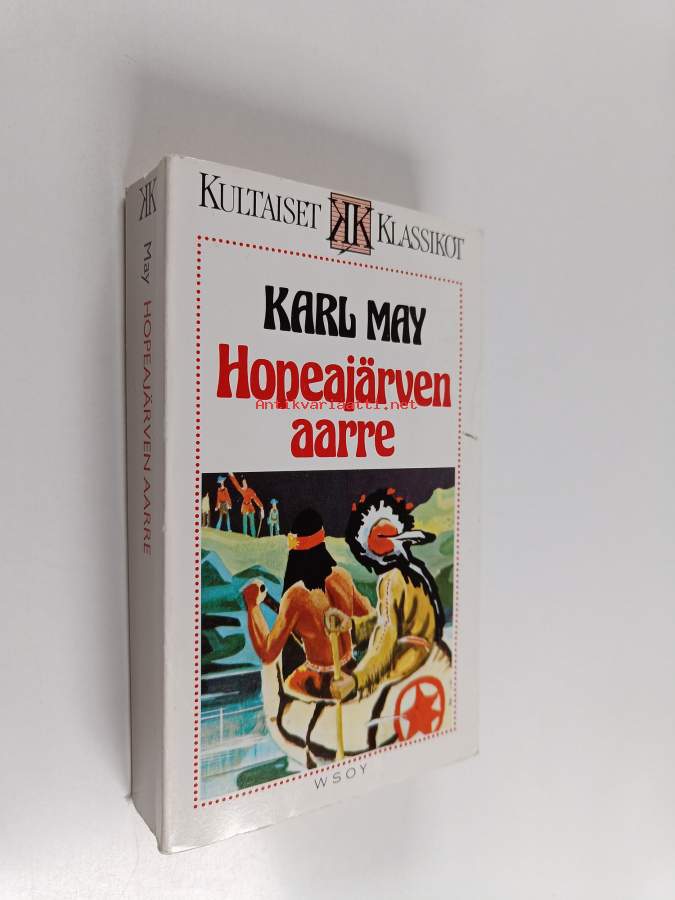 KULTAISET KK KLASSIKOT
KARL MAY
Hopeajärven
Antikvariaatti.net
aarre
WSOY
KK May HOPEAJÄRVEN AARRE